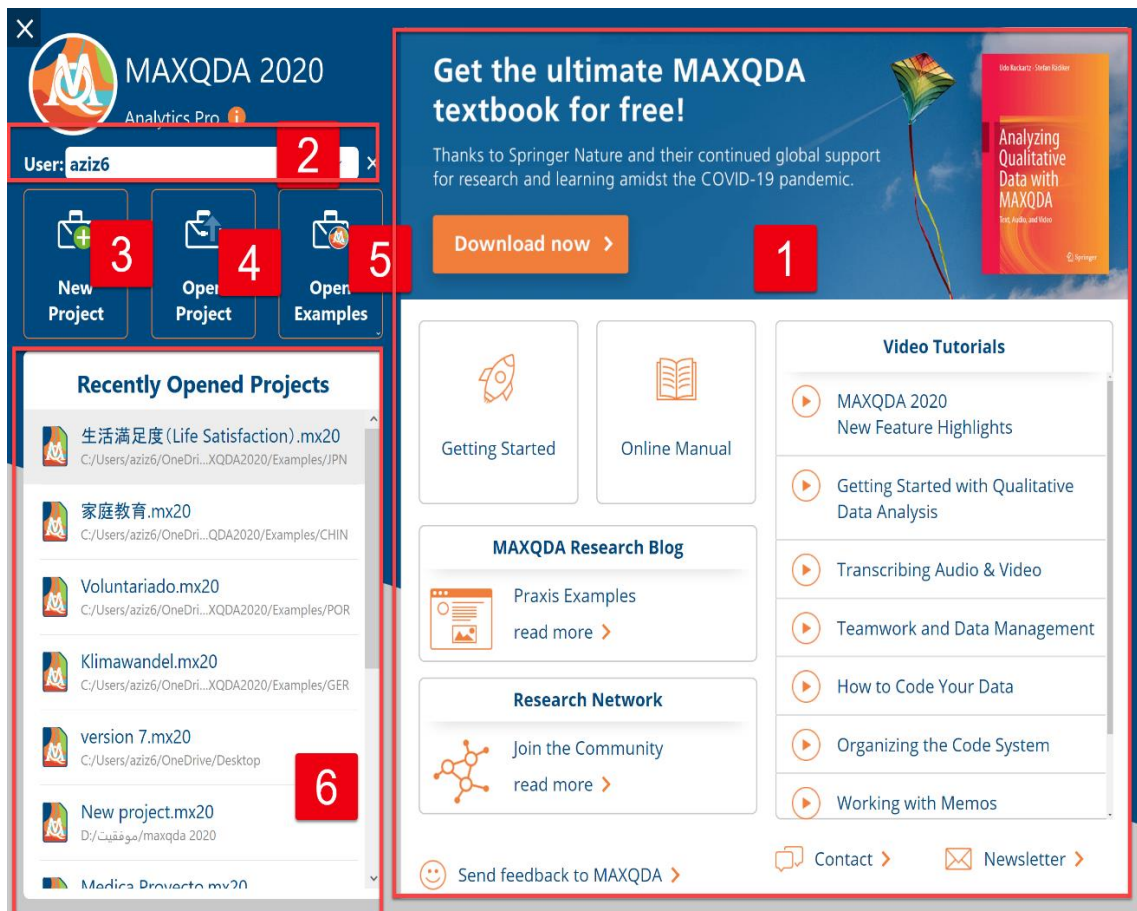 MAXQDA 2020
Analytics Pro
User: aziz6
2
3
New
Project
4
Open
Project
5
Open
Examples
Recently Opened Projects
生活満足度(Life Satisfaction).mx20
C:/Users/aziz6/OneDri...XQDA2020/Examples/JPN
家庭教育.mx20
C:/Users/aziz6/OneDri...QDA2020/Examples/CHIN
Voluntariado.mx20
C:/Users/aziz6/OneDri...XQDA2020/Examples/POR
Klimawandel.mx20
C:/Users/aziz6/OneDri...XQDA2020/Examples/GER
version 7.mx20
C:/Users/aziz6/OneDrive/Desktop
6
New project.mx20
D:/موفقیت/maxqda 2020
Medica Proyecto.mx20
Get the ultimate MAXQDA
textbook for free!
Thanks to Springer Nature and their continued global support
for research and learning amidst the COVID-19 pandemic.
Download now
1
Udo Kuckartz · Stefan Rädiker
Analyzing
Qualitative
Data with
MAXQDA
Text, Audio, and Video
Springer
Getting Started
Online Manual
MAXQDA Research Blog
Praxis Examples
read more
Research Network
Join the Community
read more
Video Tutorials
MAXQDA 2020
New Feature Highlights
Getting Started with Qualitative
Data Analysis
Transcribing Audio & Video
Teamwork and Data Management
How to Code Your Data
Organizing the Code System
Working with Memos
Send feedback to MAXQDA
Contact
Newsletter